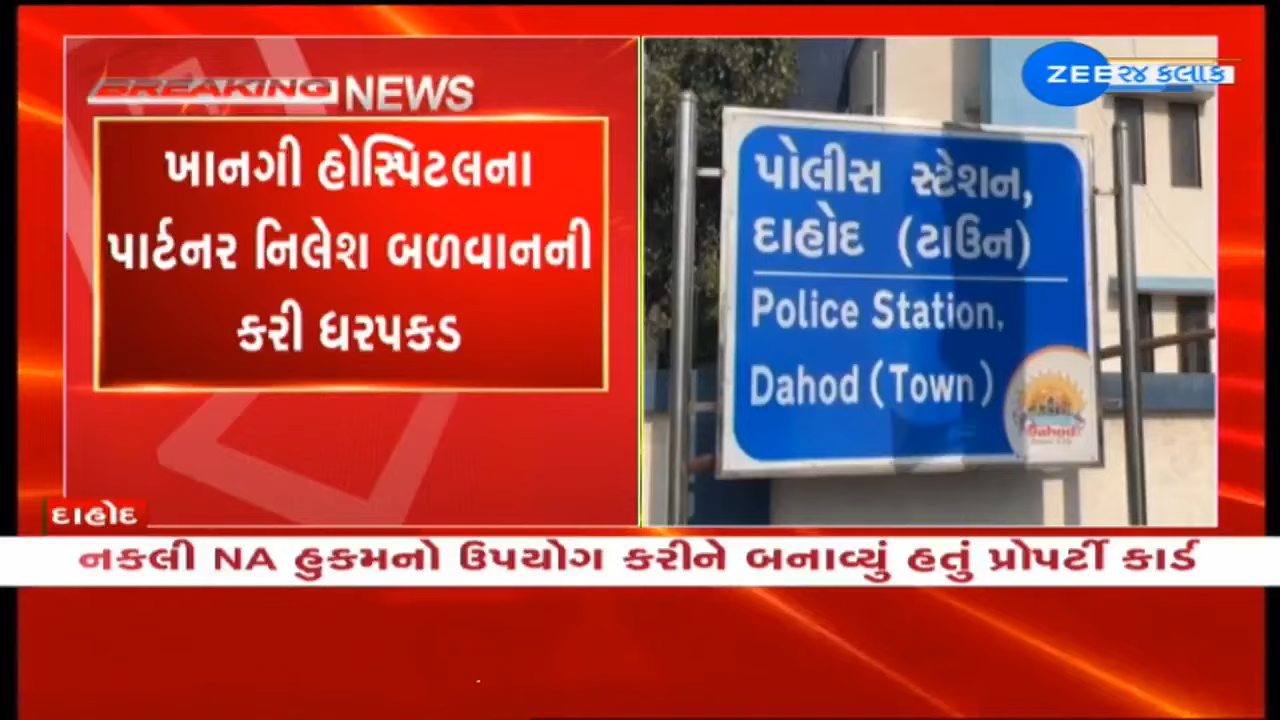 BREAKING NEWS
ખાનગી હોસ્પિટલના
પાર્ટનર નિલેશ બળવાનની
કરી ધરપકડ
ZEE ૨૪ કલાક
પોલીસ સ્ટેશન,
દાહોદ (ટાઉન)
Police Station,
Dahod (Town)
Dahod
દાહોદ
નકલી NA હુકમનો ઉપયોગ કરીને બનાવ્યું હતું પ્રોપર્ટી કાર્ડ